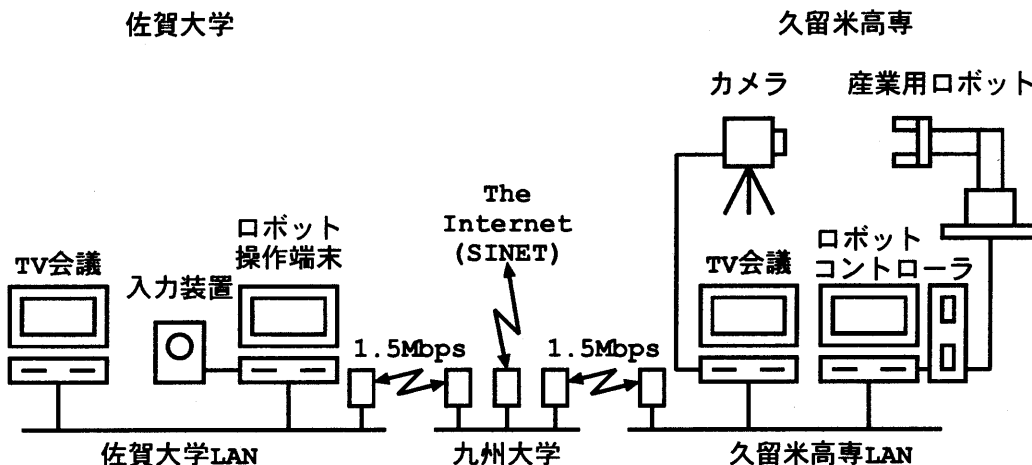 佐賀大学
久留米高専
カメラ
産業用ロボット
The
Internet
(SINET)
TV会議
入力装置
ロボット
操作端末
TV会議
ロボット
コントローラ
1.5Mbps
1.5Mbps
佐賀大学LAN
九州大学
久留米高専LAN